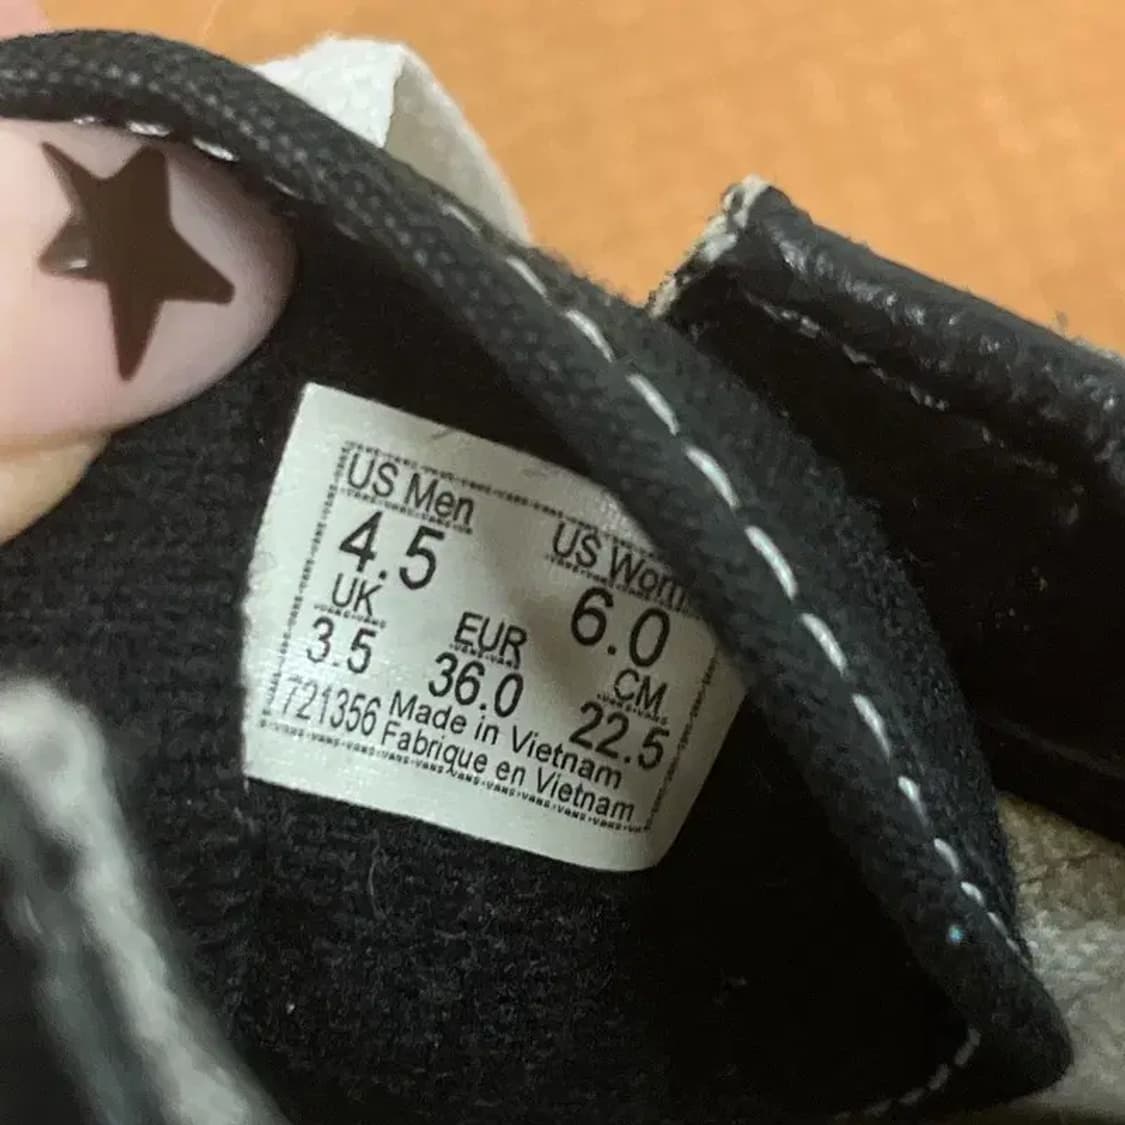 US Men
4.5
US Wom
6.0
UK
3.5
EUR
36.0
CM
22.5
721356 Made in Vietnam
Fabrique en Vietnam